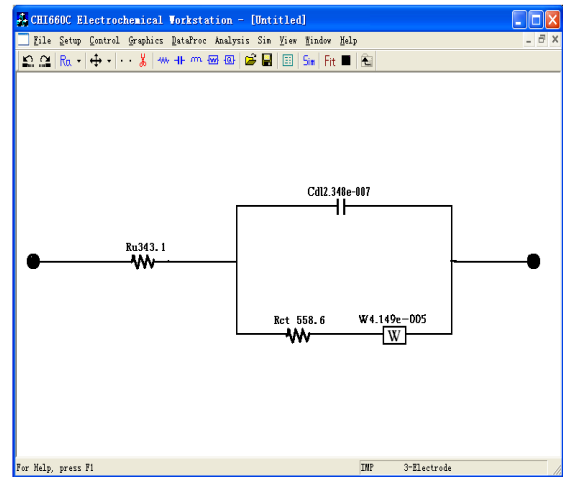 CHI660C Electrochemical Workstation - [Untitled]
File Setup Control Graphics DataProc Analysis Sim View Window Help
Ra Sim Fit
Cdl2.348e-007
Ru343.1
Rct 558.6 W4.149e-005
W
For Help, press F1 IMP 3-Electrode